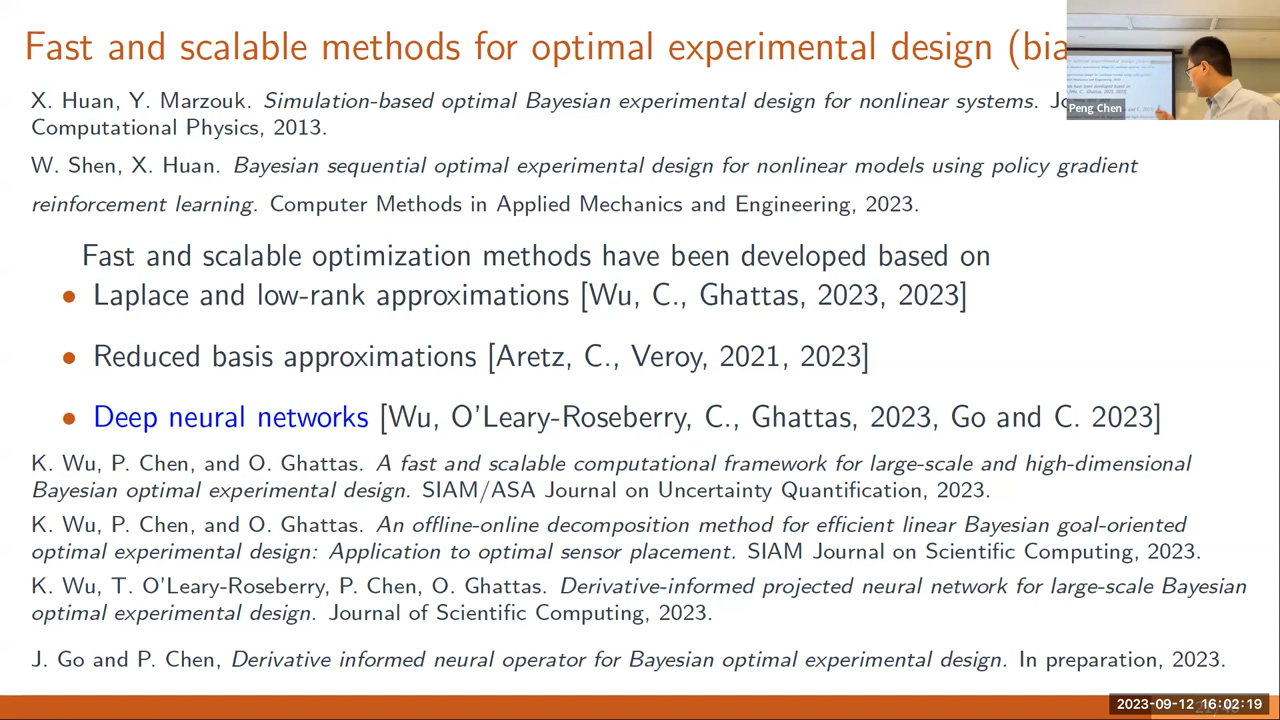 Fast and scalable methods for optimal experimental design (bia
X. Huan, Y. Marzouk. Simulation-based optimal Bayesian experimental design for nonlinear systems.
Computational Physics, 2013.
W. Shen, X. Huan. Bayesian sequential optimal experimental design for nonlinear models using policy gradient
reinforcement learning. Computer Methods in Applied Mechanics and Engineering, 2023.
Fast and scalable optimization methods have been developed based on
• Laplace and low-rank approximations [Wu, C., Ghattas, 2023, 2023]
• Reduced basis approximations [Aretz, C., Veroy, 2021, 2023]
• Deep neural networks [Wu, O'Leary-Roseberry, C., Ghattas, 2023, Go and C. 2023]
K. Wu, P. Chen, and O. Ghattas. A fast and scalable computational framework for large-scale and high-dimensional
Bayesian optimal experimental design. SIAM/ASA Journal on Uncertainty Quantification, 2023.
K. Wu, P. Chen, and O. Ghattas. An offline-online decomposition method for efficient linear Bayesian goal-oriented
optimal experimental design: Application to optimal sensor placement. SIAM Journal on Scientific Computing, 2023.
K. Wu, T. O'Leary-Roseberry, P. Chen, O. Ghattas. Derivative-informed projected neural network for large-scale Bayesian
optimal experimental design. Journal of Scientific Computing, 2023.
J. Go and P. Chen, Derivative informed neural operator for Bayesian optimal experimental design. In preparation, 2023.
Peng Chen
2023-09-12 16:02:19